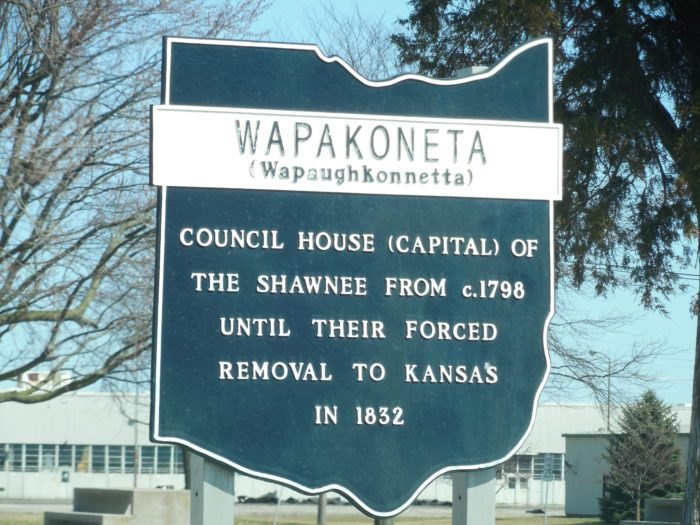 WAPAKONETA
(Wapaughkonnetta)
COUNCIL HOUSE (CAPITAL) OF
THE SHAWNEE FROM c.1798
UNTIL THEIR FORCED
REMOVAL TO KANSAS
IN 1832